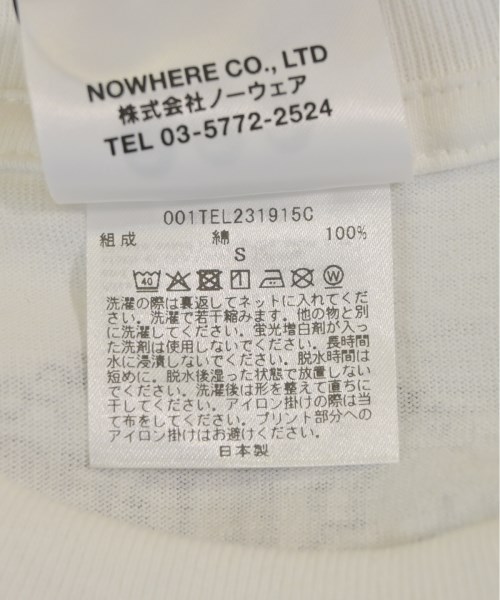 NOWHERE CO., LTD
株式会社ノーウェア
TEL 03-5772-2524
001TEL231915C
組成 綿 100%
S
40 W
洗濯の際は裏返してネットに入れてくだ
さい。洗濯で若干縮みます。他の物と別
に洗濯してください。蛍光増白剤が入っ
た洗剤は使用しないでください。長時間
水に浸漬しないでください。脱水時間は
短めに。脱水後湿った状態で放置しない
でください。洗濯後は形を整えて直ちに
干してください。アイロン掛けの際は当
て布をしてください。プリント部分への
アイロン掛けはお避けください。
日本製